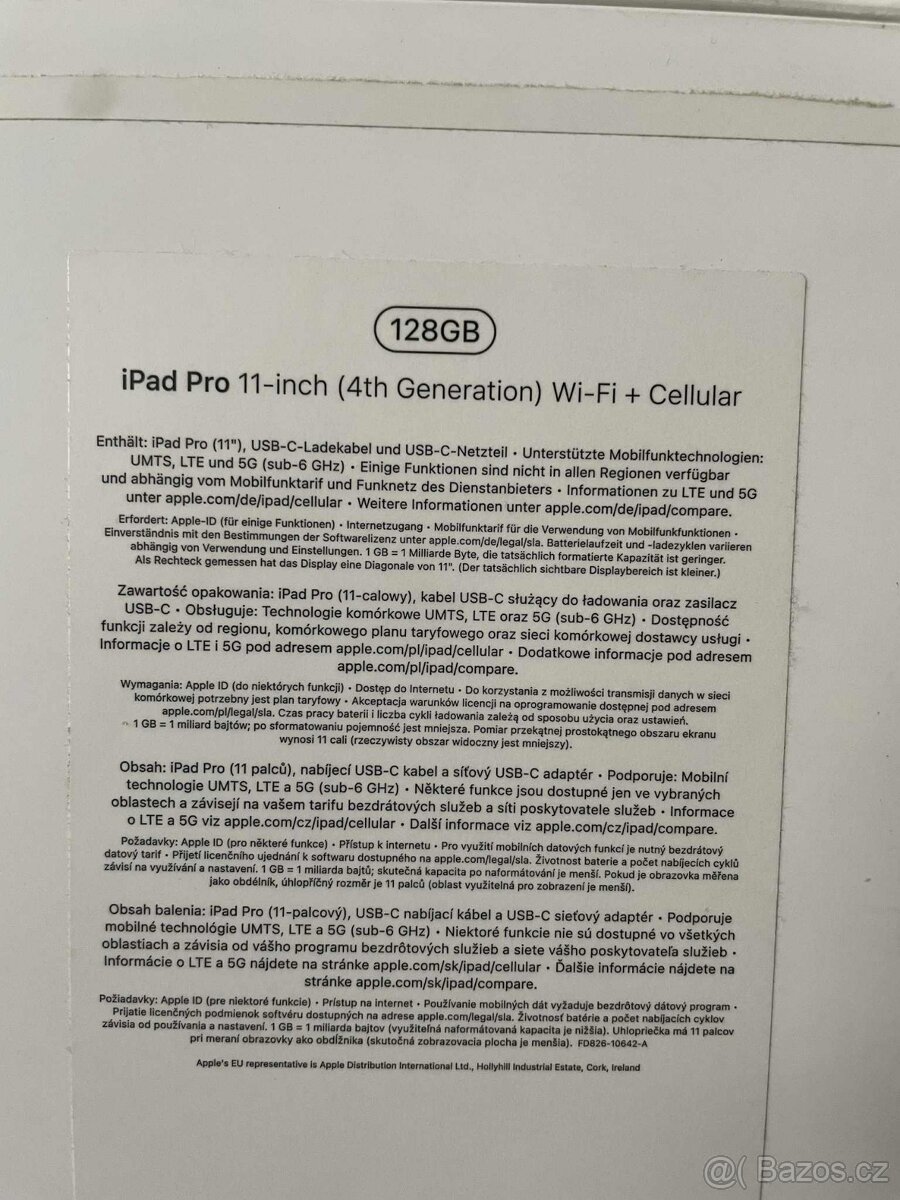 128GB
iPad Pro 11-inch (4th Generation) Wi-Fi + Cellular
Enthält: iPad Pro (11"), USB-C-Ladekabel und USB-C-Netzteil • Unterstützte Mobilfunktechnologien:
UMTS, LTE und 5G (sub-6 GHz) • Einige Funktionen sind nicht in allen Regionen verfügbar
und abhängig vom Mobilfunktarif und Funknetz des Dienstanbieters • Informationen zu LTE und 5G
unter apple.com/de/ipad/cellular • Weitere Informationen unter apple.com/de/ipad/compare.
Erfordert: Apple-ID (für einige Funktionen) • Internetzugang • Mobilfunktarif für die Verwendung von Mobilfunkfunktionen •
Einverständnis mit den Bestimmungen der Softwarelizenz unter apple.com/de/legal/sla. Batterielaufzeit und -ladezyklen variieren
abhängig von Verwendung und Einstellungen. 1 GB = 1 Milliarde Byte, die tatsächlich formatierte Kapazität ist geringer.
Als Rechteck gemessen hat das Display eine Diagonale von 11". (Der tatsächlich sichtbare Displaybereich ist kleiner.)
Zawartość opakowania: iPad Pro (11-calowy), kabel USB-C służący do ładowania oraz zasilacz
USB-C • Obsługuje: Technologie komórkowe UMTS, LTE oraz 5G (sub-6 GHz) • Dostępność
funkcji zależy od regionu, komórkowego planu taryfowego oraz sieci komórkowej dostawcy usługi •
Informacje o LTE i 5G pod adresem apple.com/pl/ipad/cellular • Dodatkowe informacje pod adresem
apple.com/pl/ipad/compare.
Wymagania: Apple ID (do niektórych funkcji) • Dostęp do Internetu • Do korzystania z możliwości transmisji danych w sieci
komórkowej potrzebny jest plan taryfowy • Akceptacja warunków licencji na oprogramowanie dostępnej pod adresem
apple.com/pl/legal/sla. Czas pracy baterii i liczba cykli ładowania zależą od sposobu użycia oraz ustawień.
1 GB = 1 miliard bajtów; po sformatowaniu pojemność jest mniejsza. Pomiar przekątnej prostokątnego obszaru ekranu
wynosi 11 cali (rzeczywisty obszar widoczny jest mniejszy).
Obsah: iPad Pro (11 palců), nabíjecí USB-C kabel a síťový USB-C adaptér • Podporuje: Mobilní
technologie UMTS, LTE a 5G (sub-6 GHz) • Některé funkce jsou dostupné jen ve vybraných
oblastech a závisejí na vašem tarifu bezdrátových služeb a síti poskytovatele služeb • Informace
o LTE a 5G viz apple.com/cz/ipad/cellular • Další informace viz apple.com/cz/ipad/compare.
Požadavky: Apple ID (pro některé funkce) • Přístup k internetu • Pro využití mobilních datových funkcí je nutný bezdrátový
datový tarif • Přijetí licenčního ujednání k softwaru dostupného na apple.com/legal/sla. Životnost baterie a počet nabíjecích cyklů
závisí na využívání a nastavení. 1 GB = 1 miliarda bajtů; skutečná kapacita po naformátování je menší. Pokud je obrazovka měřena
jako obdélník, úhlopříčný rozměr je 11 palců (oblast využitelná pro zobrazení je menší).
Obsah balenia: iPad Pro (11-palcový), USB-C nabíjací kábel a USB-C sieťový adaptér • Podporuje
mobilné technológie UMTS, LTE a 5G (sub-6 GHz) • Niektoré funkcie nie sú dostupné vo všetkých
oblastiach a závisia od vášho programu bezdrôtových služieb a siete vášho poskytovateľa služieb •
Informácie o LTE a 5G nájdete na stránke apple.com/sk/ipad/cellular • Ďalšie informácie nájdete na
stránke apple.com/sk/ipad/compare.
Požiadavky: Apple ID (pre niektoré funkcie) • Prístup na internet • Používanie mobilných dát vyžaduje bezdrôtový dátový program •
Prijatie licenčných podmienok softvéru dostupných na adrese apple.com/legal/sla. Životnosť batérie a počet nabíjacích cyklov
závisia od používania a nastavení. 1 GB = 1 miliarda bajtov (využiteľná naformátovaná kapacita je nižšia). Uhlopriečka má 11 palcov
pri meraní obrazovky ako obdĺžnika (skutočná zobrazovacia plocha je menšia). FD826-10642-A
Apple's EU representative is Apple Distribution International Ltd., Hollyhill Industrial Estate, Cork, Ireland
@( Bazos.cz